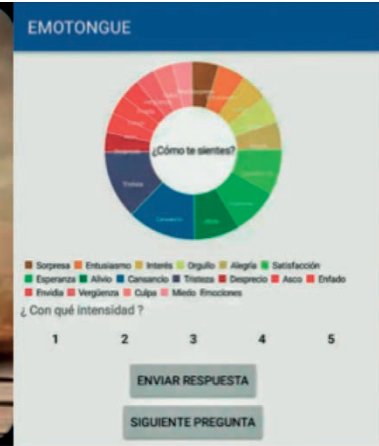 EMOTONGUE
¿Cómo te sientes?
Cansancio
Sorpresa Entusiasmo Interés Orgullo Alegría Satisfacción
Esperanza Alivio Cansancio Tristeza Desprecio Asco Enfado
Envidia Vergüenza Culpa Miedo Emociones
¿ Con qué intensidad ?
1 2 3 4 5
ENVIAR RESPUESTA
SIGUIENTE PREGUNTA